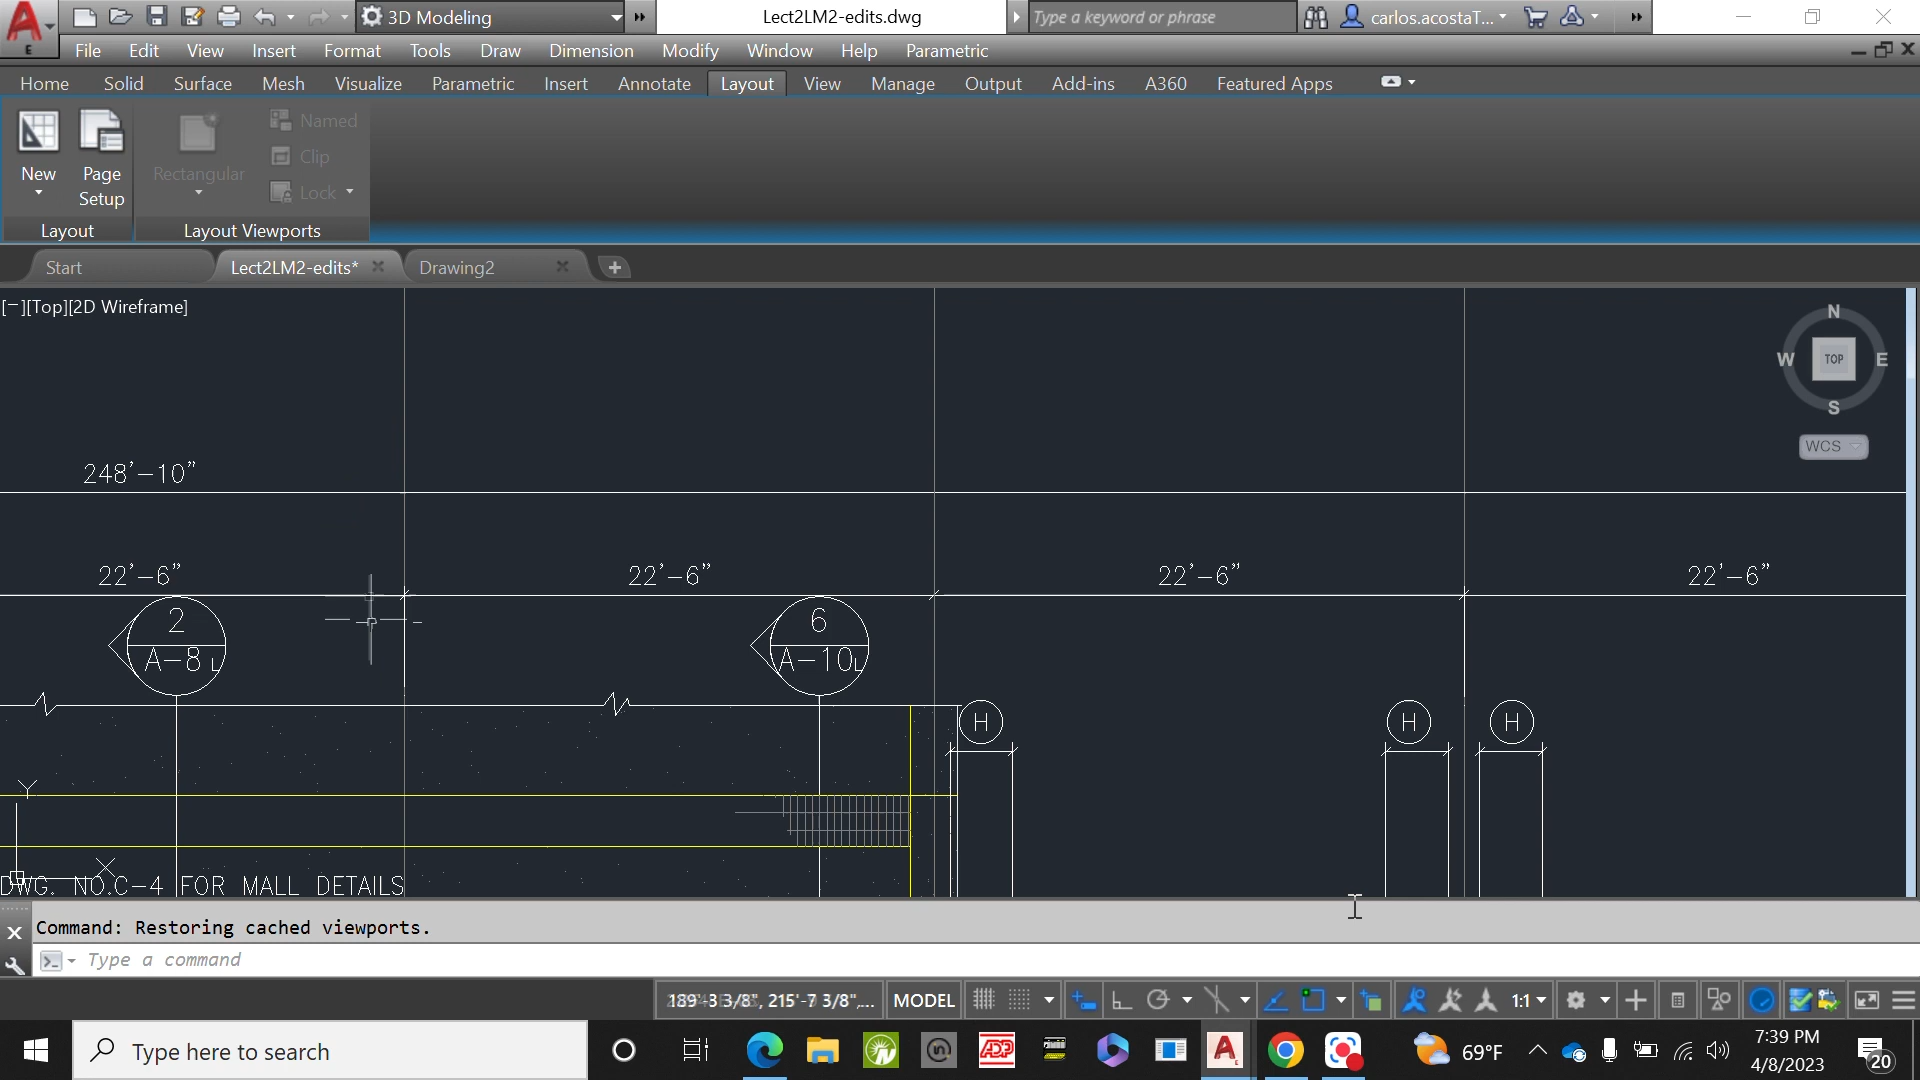 3D Modeling
Lect2LM2-edits.dwg
Type a keyword or phrase
carlos.acostaT...
E
File Edit View Insert Format Tools Draw Dimension Modify Window Help Parametric
Home Solid Surface Mesh Visualize Parametric Insert Annotate Layout View Manage Output Add-ins A360 Featured Apps
New
Page Setup
Rectangular
Named
Clip
Lock
Layout
Layout Viewports
Start
Lect2LM2-edits*
Drawing2
[−][Top][2D Wireframe]
N
W TOP E
S
WCS
248'-10"
22'-6" 22'-6" 22'-6" 22'-6"
2
A-8 L
6
A-10L
H H H
Y
X
DWG. NO.C-4 FOR MALL DETAILS
Command: Restoring cached viewports.
Type a command
MODEL
1:1
Type here to search
ADP
69°F
7:39 PM
4/8/2023
20